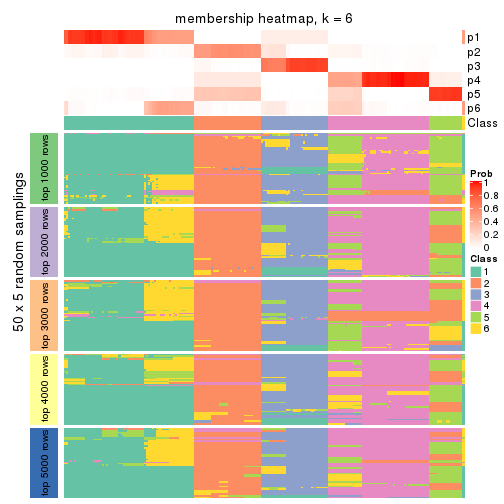 membership heatmap, k = 6
p1
p2
p3
p4
p5
p6
Class
50 x 5 random samplings
top 1000 rows
top 2000 rows
top 3000 rows
top 4000 rows
top 5000 rows
Prob
1
0.8
0.6
0.4
0.2
0
Class
1
2
3
4
5
6